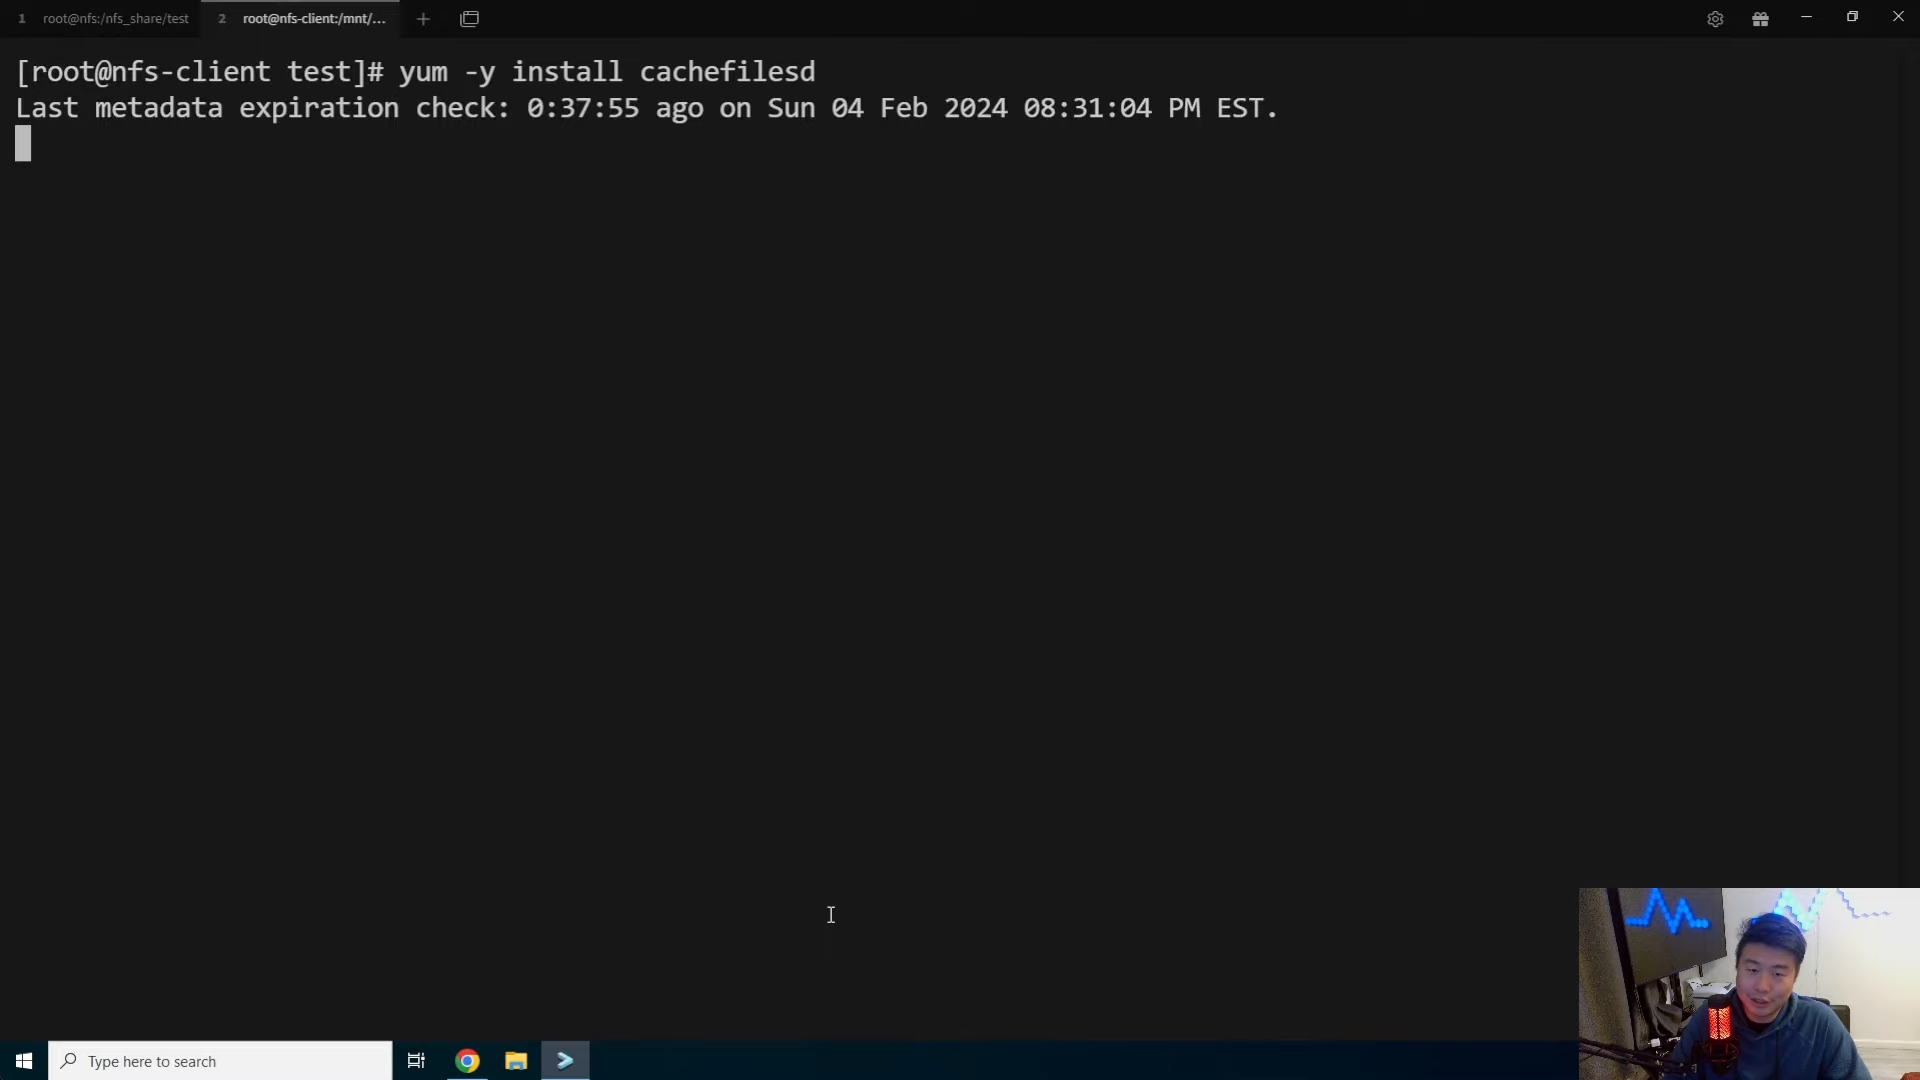 1 root@nfs:/nfs_share/test 2 root@nfs-client:/mnt/...
[root@nfs-client test]# yum -y install cachefilesd
Last metadata expiration check: 0:37:55 ago on Sun 04 Feb 2024 08:31:04 PM EST.
Type here to search